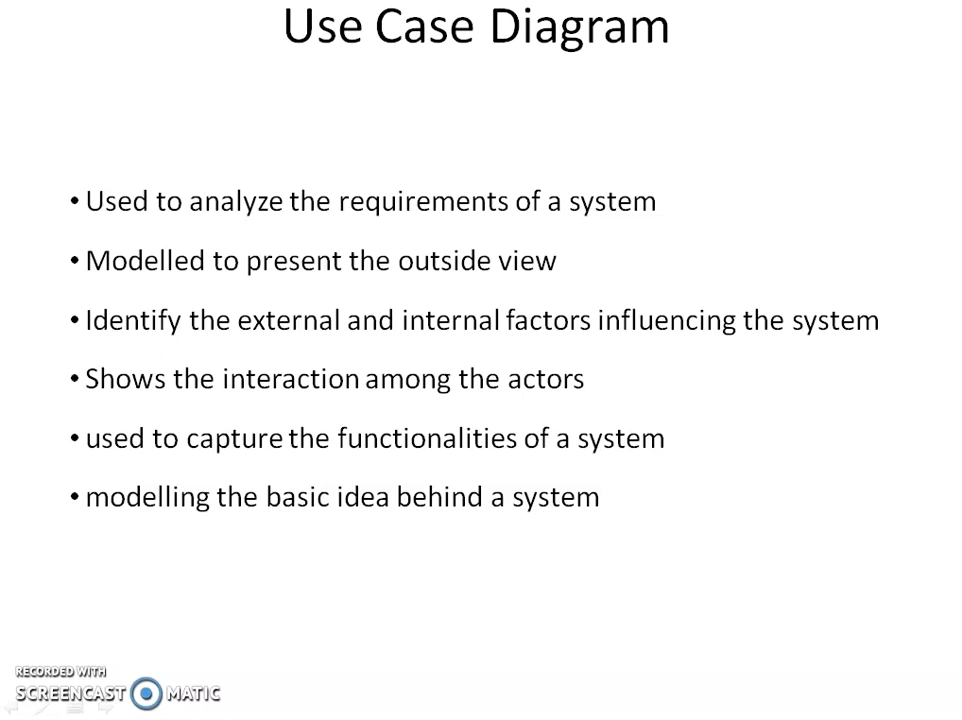 Use Case Diagram
• Used to analyze the requirements of a system
• Modelled to present the outside view
• Identify the external and internal factors influencing the system
• Shows the interaction among the actors
• used to capture the functionalities of a system
• modelling the basic idea behind a system
RECORDED WITH
SCREENCAST MATIC